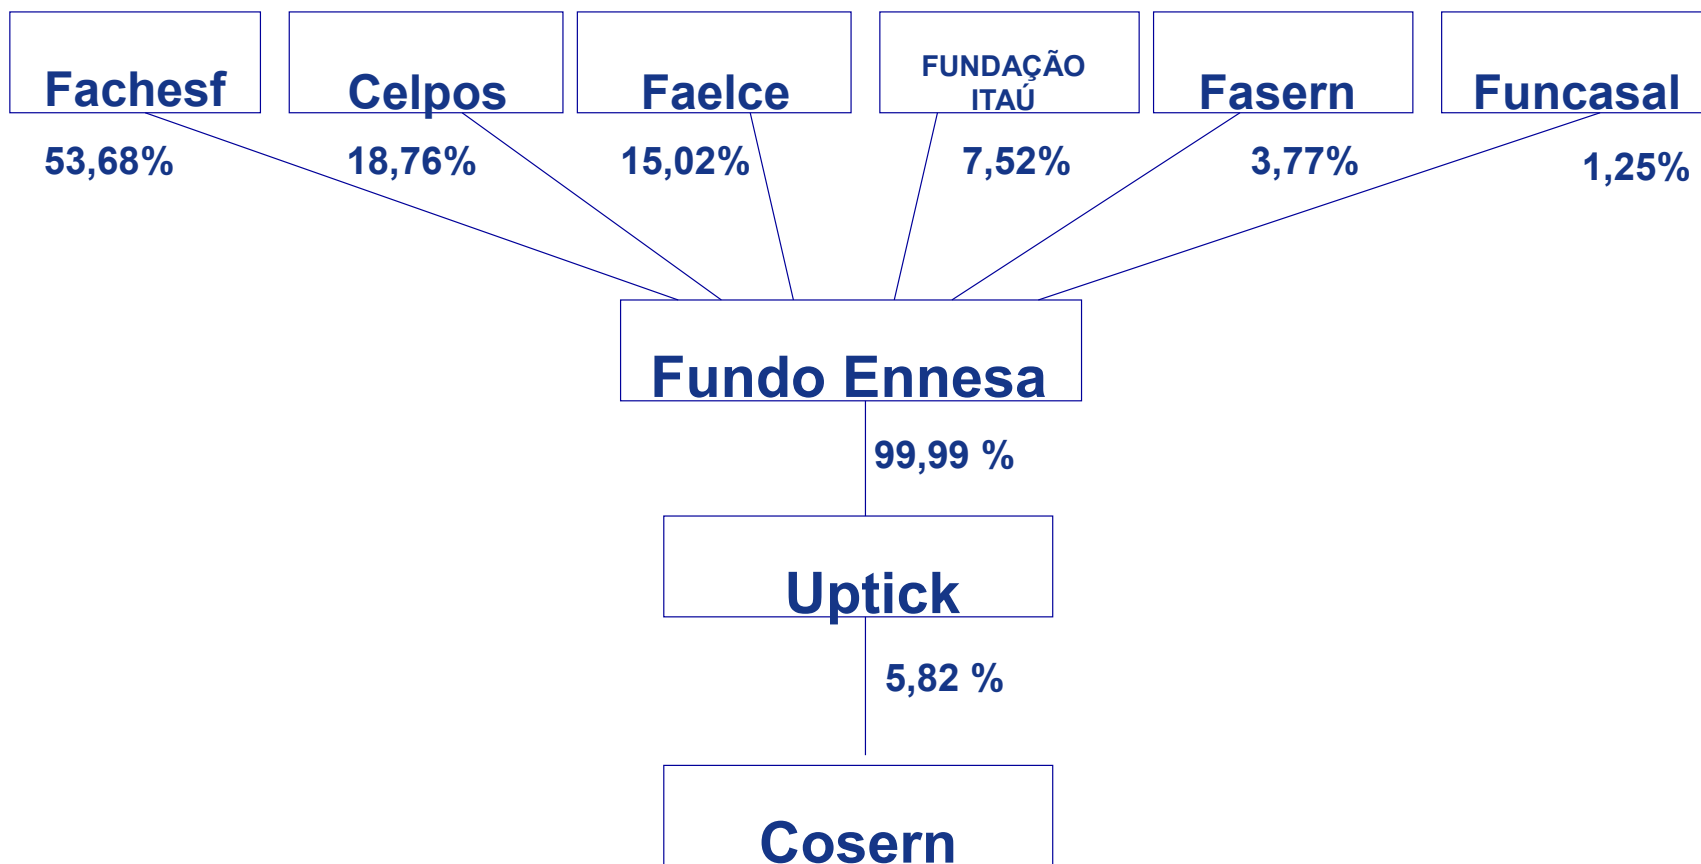 Fachesf
Celpos
Faelce
FUNDAÇÃO
ITAÚ
Fasern
Funcasal
53,68%
18,76%
15,02%
7,52%
3,77%
1,25%
Fundo Ennesa
99,99 %
Uptick
5,82 %
Cosern